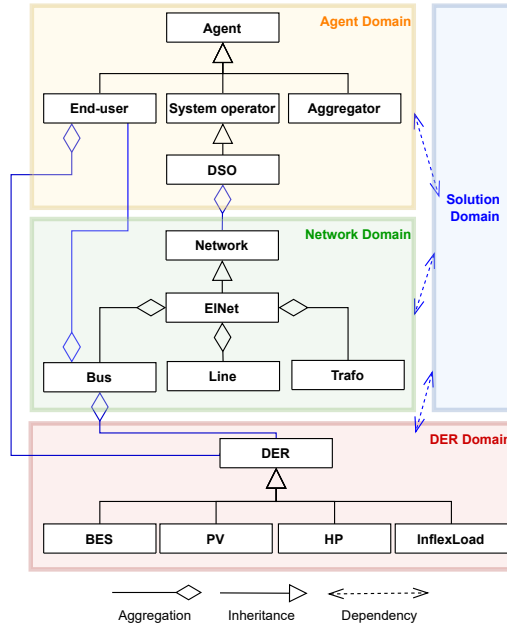 Agent Domain
Agent
End-user
System operator
Aggregator
DSO
Solution
Domain
Network Domain
Network
ElNet
Bus
Line
Trafo
DER Domain
DER
BES
PV
HP
InflexLoad
Aggregation
Inheritance
Dependency